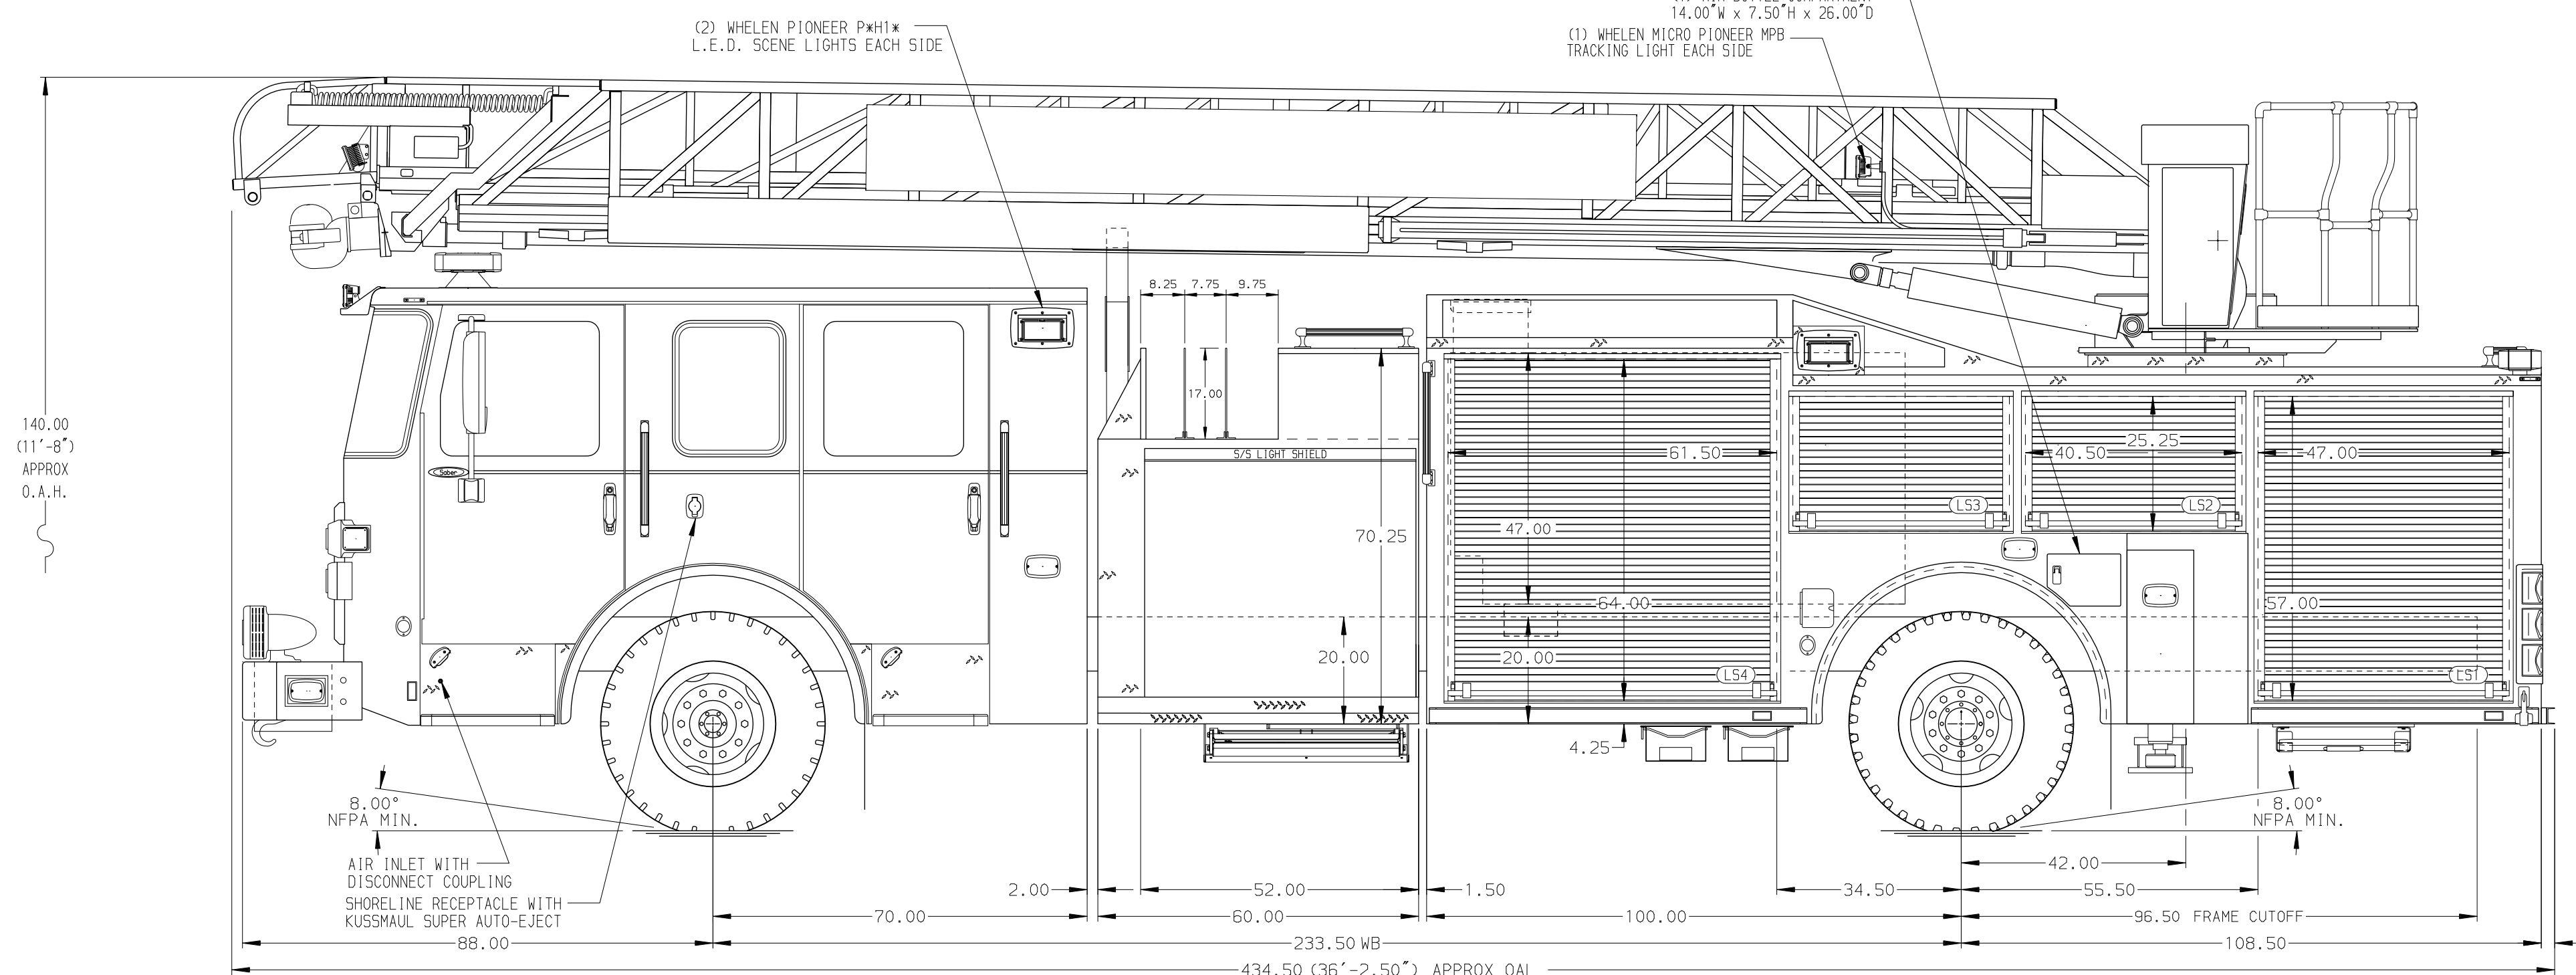 (2) WHELEN PIONEER P*H1*
L.E.D. SCENE LIGHTS EACH SIDE
14.00"W x 7.50"H x 26.00"D
(1) WHELEN MICRO PIONEER MPB
TRACKING LIGHT EACH SIDE
140.00
(11'-8")
APPROX
O.A.H.
8.25
7.75
9.75
17.00
S/S LIGHT SHIELD
Saber
70.25
20.00
61.50
47.00
64.00
20.00
LS4
4.25
LS3
25.25
40.50
LS2
47.00
57.00
LS1
8.00°
NFPA MIN.
8.00°
NFPA MIN.
AIR INLET WITH
DISCONNECT COUPLING
SHORELINE RECEPTACLE WITH
KUSSMAUL SUPER AUTO-EJECT
42.00
2.00
52.00
1.50
34.50
55.50
70.00
60.00
100.00
96.50 FRAME CUTOFF
88.00
233.50 WB
108.50
434.50 (36'-2.50") APPROX OAL